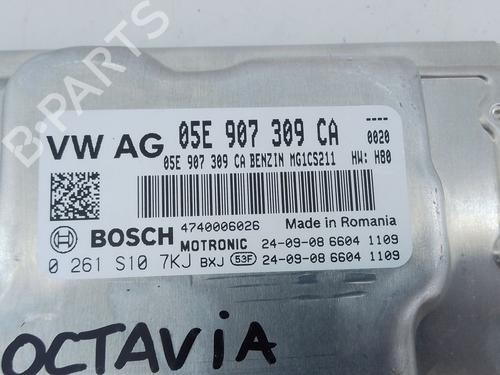 VW AG 05E 907 309 CA 0020
05E 907 309 CA BENZIN MG1CS211 HW: H80
4740006026 Made in Romania
BOSCH MOTRONIC 24-09-08 6604 1109
0 261 S10 7KJ BXJ 53F 24-09-08 6604 1109
OCTAViA